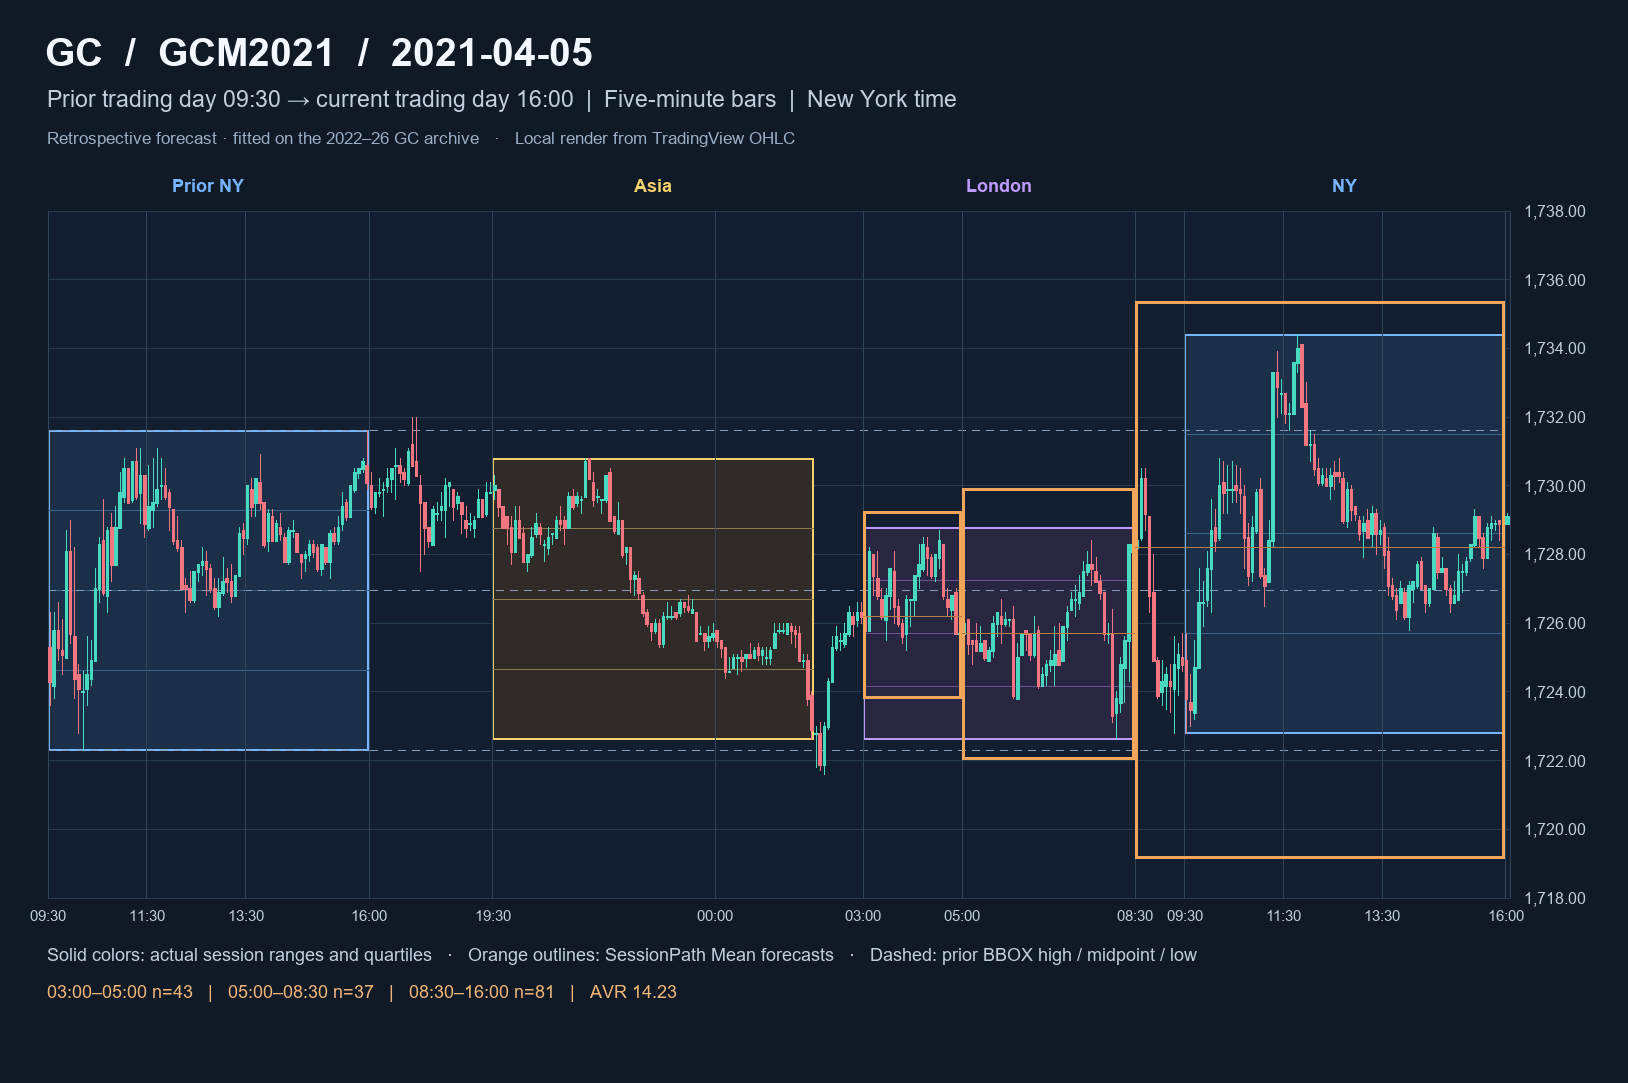 GC / GCM2021 / 2021-04-05
Prior trading day 09:30 → current trading day 16:00 | Five-minute bars | New York time
Retrospective forecast · fitted on the 2022–26 GC archive · Local render from TradingView OHLC
Prior NY Asia London NY
1,738.00
1,736.00
1,734.00
1,732.00
1,730.00
1,728.00
1,726.00
1,724.00
1,722.00
1,720.00
1,718.00
09:30 11:30 13:30 16:00 19:30 00:00 03:00 05:00 08:30 09:30 11:30 13:30 16:00
Solid colors: actual session ranges and quartiles · Orange outlines: SessionPath Mean forecasts · Dashed: prior BBOX high / midpoint / low
03:00–05:00 n=43 | 05:00–08:30 n=37 | 08:30–16:00 n=81 | AVR 14.23